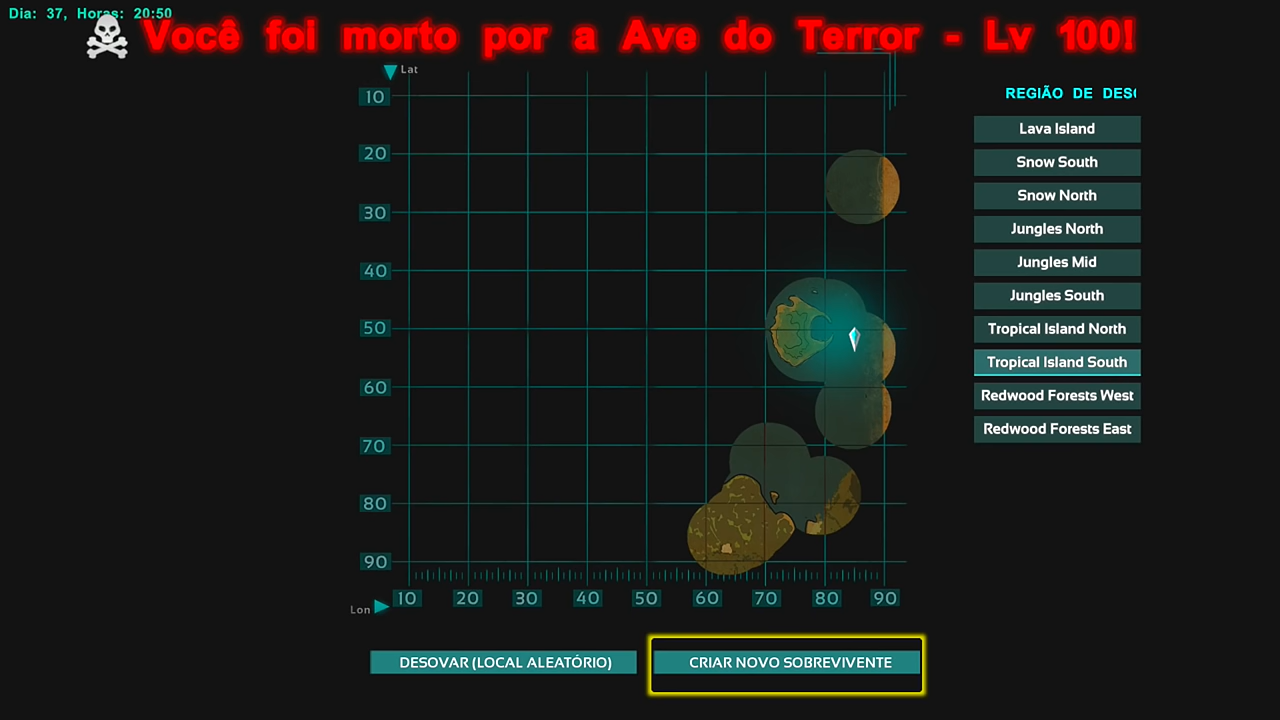 Dia: 37, Horas: 20:50
Você foi morto por a Ave do Terror - Lv 100!
Lat
10
20
30
40
50
60
70
80
90
Lon
10 20 30 40 50 60 70 80 90
REGIÃO DE DESO
Lava Island
Snow South
Snow North
Jungles North
Jungles Mid
Jungles South
Tropical Island North
Tropical Island South
Redwood Forests West
Redwood Forests East
DESOVAR (LOCAL ALEATÓRIO)
CRIAR NOVO SOBREVIVENTE